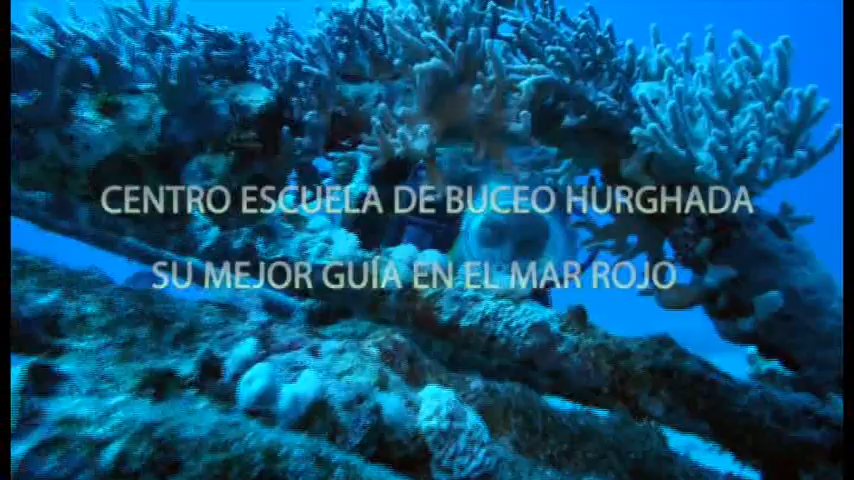 CENTRO ESCUELA DE BUCEO HURGHADA
SU MEJOR GUÍA EN EL MAR ROJO